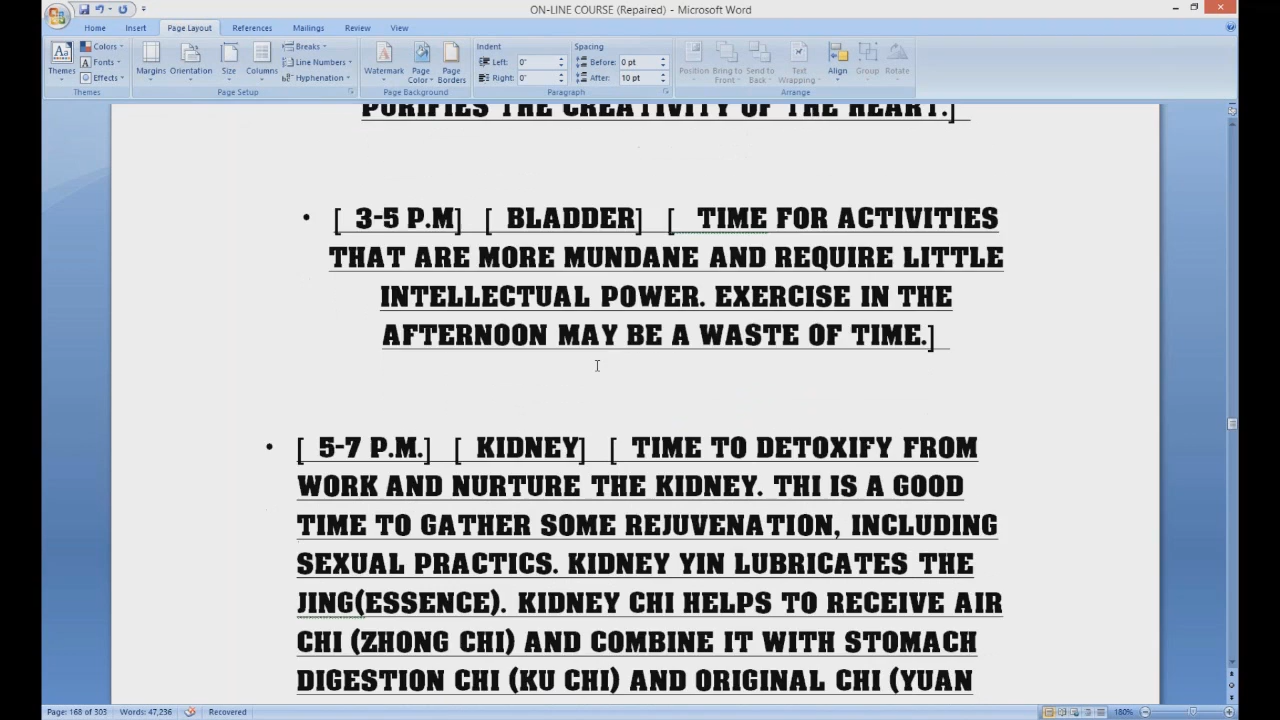 ON-LINE COURSE (Repaired) - Microsoft Word
Home Insert Page Layout References Mailings Review View
Themes Colors Fonts Effects Margins Orientation Size Columns Breaks Line Numbers Hyphenation Watermark Page Color Page Borders Indent Left: 0" Right: 0" Spacing Before: 0 pt After: 10 pt Position Bring to Front Send to Back Text Wrapping Align Group Rotate
Themes Page Setup Page Background Paragraph Arrange
PURIFIES THE CREATIVITY OF THE HEART.]
• [ 3-5 P.M] [ BLADDER] [ TIME FOR ACTIVITIES
THAT ARE MORE MUNDANE AND REQUIRE LITTLE
INTELLECTUAL POWER. EXERCISE IN THE
AFTERNOON MAY BE A WASTE OF TIME.]
• [ 5-7 P.M.] [ KIDNEY] [ TIME TO DETOXIFY FROM
WORK AND NURTURE THE KIDNEY. THI IS A GOOD
TIME TO GATHER SOME REJUVENATION, INCLUDING
SEXUAL PRACTICS. KIDNEY YIN LUBRICATES THE
JING(ESSENCE). KIDNEY CHI HELPS TO RECEIVE AIR
CHI (ZHONG CHI) AND COMBINE IT WITH STOMACH
DIGESTION CHI (KU CHI) AND ORIGINAL CHI (YUAN
Page: 168 of 303 Words: 47,236 Recovered 180%